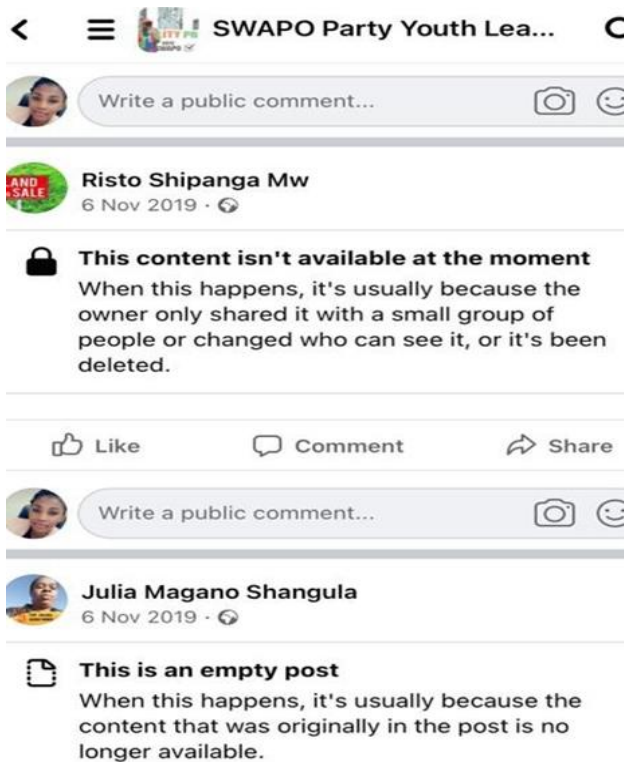 SWAPO Party Youth Lea...
Write a public comment...
LAND
SALE
Risto Shipanga Mw
6 Nov 2019 ·
This content isn't available at the moment
When this happens, it's usually because the
owner only shared it with a small group of
people or changed who can see it, or it's been
deleted.
Like Comment Share
Write a public comment...
Julia Magano Shangula
6 Nov 2019 ·
This is an empty post
When this happens, it's usually because the
content that was originally in the post is no
longer available.